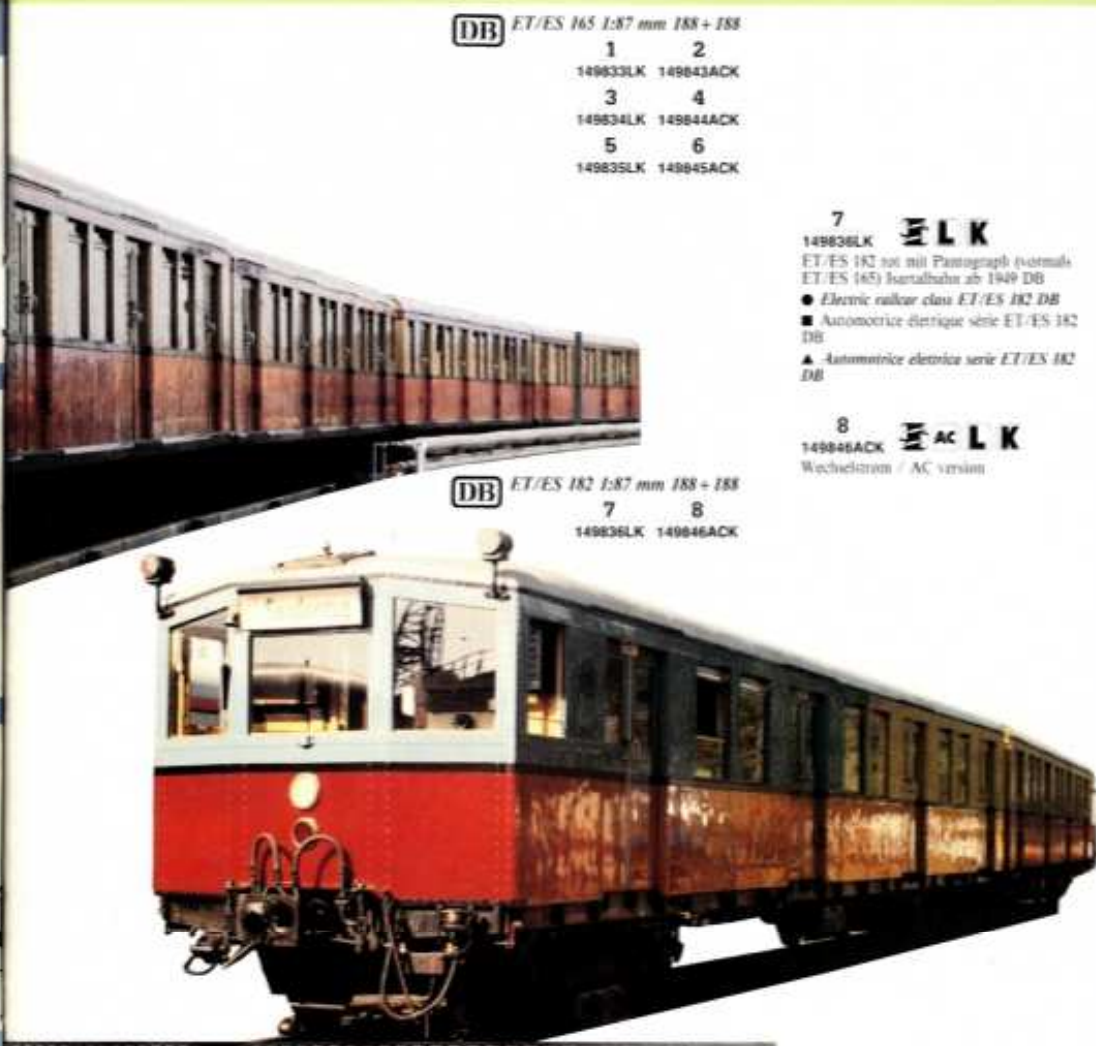 DB ET/ES 165 1:87 mm 188 + 188
1 2
149833LK 149843ACK
3 4
149834LK 149844ACK
5 6
149835LK 149845ACK
7
149836LK L K
ET/ES 182 rot mit Pantograph (vormals
ET/ES 165) Isartalbahn ab 1949 DB
● Electric railcar class ET/ES 182 DB
■ Automotrice életrique série ET/ES 182
DB
▲ Automotrice elettrica serie ET/ES 182
DB
8
149846ACK AC L K
Wechselstrom / AC version
DB ET/ES 182 1:87 mm 188 + 188
7 8
149836LK 149846ACK